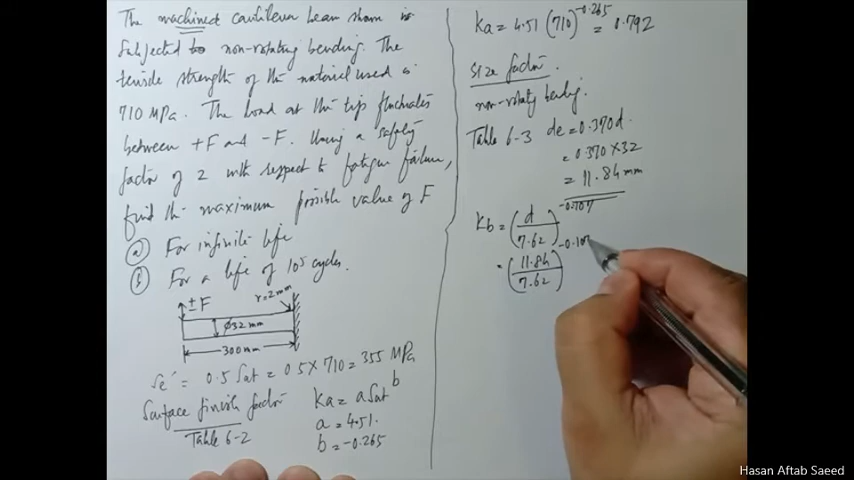 The machined cantilever beam shown is
subjected to non-rotating bending. The
tensile strength of the material used is
710 MPa. The load at the tip fluctuates
between +F and -F. Using a safety
factor of 2 with respect to fatigue failure,
find the maximum possible value of F
a) For infinite life
b) For a life of 10⁵ cycles.
± F
r=2mm
ϕ32 mm
300mm
Se' = 0.5 Sut = 0.5 × 710 = 355 MPa
Surface finish factor
Table 6-2
Ka = a Sut^b
a = 4.51.
b = -0.265
Ka = 4.51 (710)^-0.265 = 0.792
size factor
non-rotating bending.
Table 6-3 de = 0.370d.
= 0.370 × 32
= 11.84 mm
Kb = (d/7.62)^-0.107
= (11.84/7.62)^-0.107
Hasan Aftab Saeed